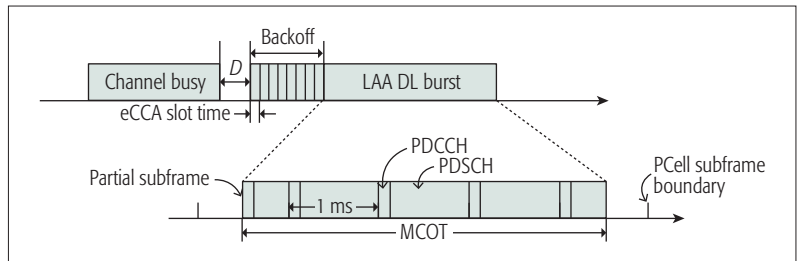 Backoff
Channel busy
D
LAA DL burst
eCCA slot time
PDCCH
PDSCH
Partial subframe
PCell subframe
boundary
1 ms
MCOT